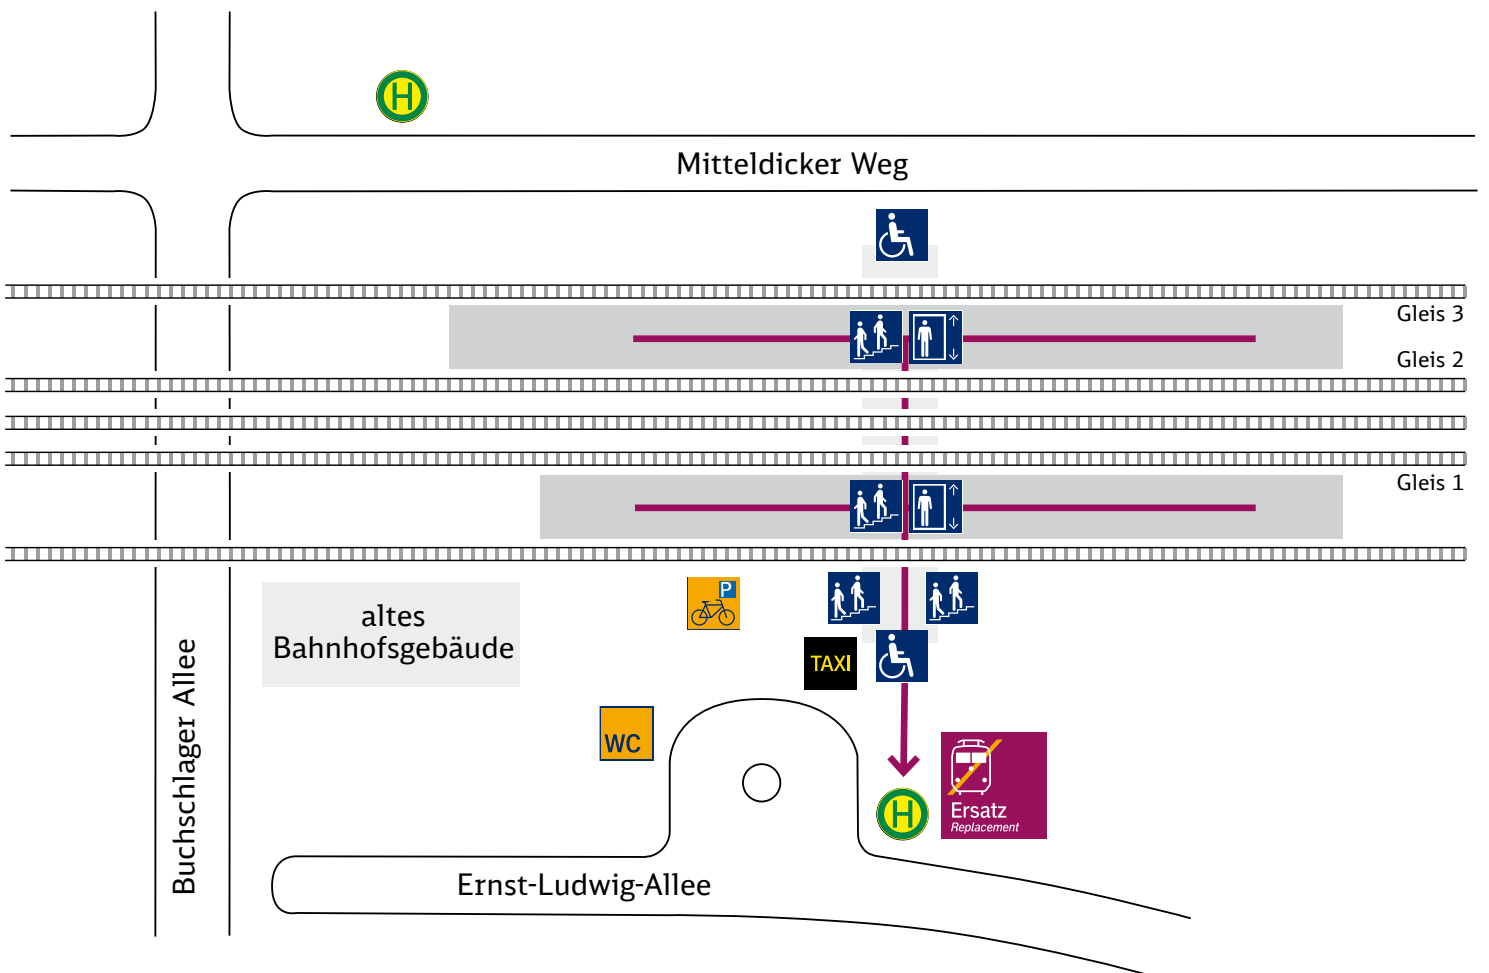 H
Mitteldicker Weg
Gleis 3
Gleis 2
Gleis 1
altes
Bahnhofsgebäude
P
TAXI
WC
Buchschlager Allee
H
Ersatz
Replacement
Ernst-Ludwig-Allee